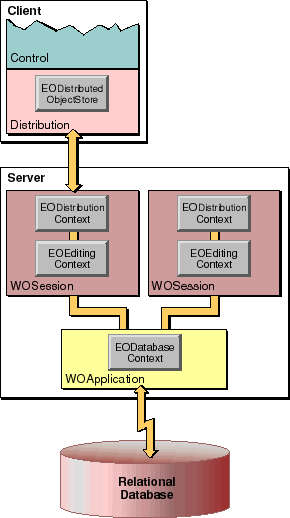 Client
Control
EODistributed
ObjectStore
Distribution
Server
EODistribution
Context
EOEditing
Context
WOSession
EODistribution
Context
EOEditing
Context
WOSession
EODatabase
Context
WOApplication
Relational
Database